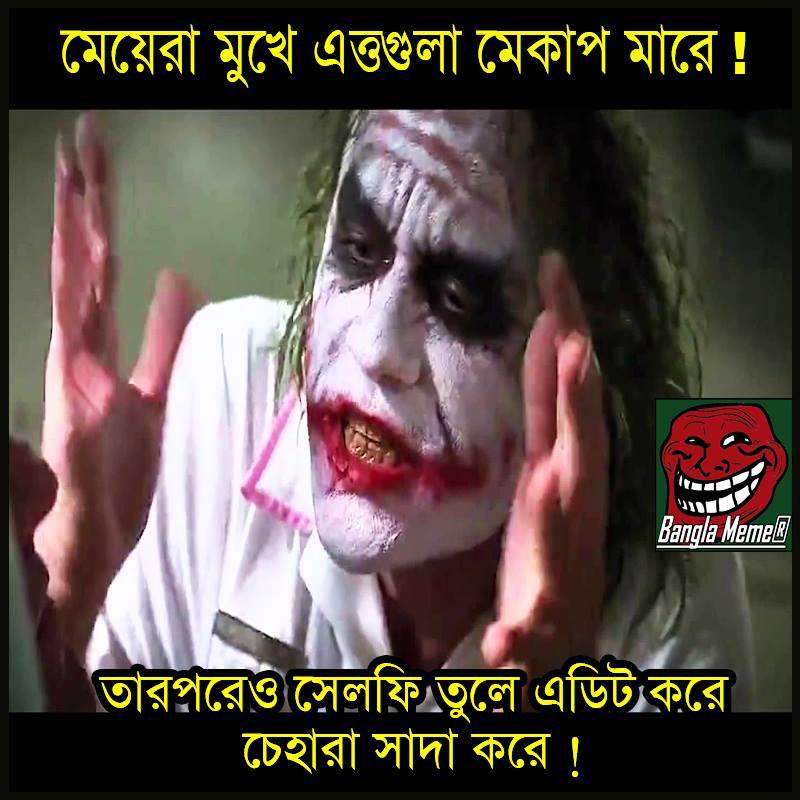 মেয়েরা মুখে এত্তগুলা মেকাপ মারে !
Bangla Meme®
তারপরেও সেলফি তুলে এডিট করে
চেহারা সাদা করে !